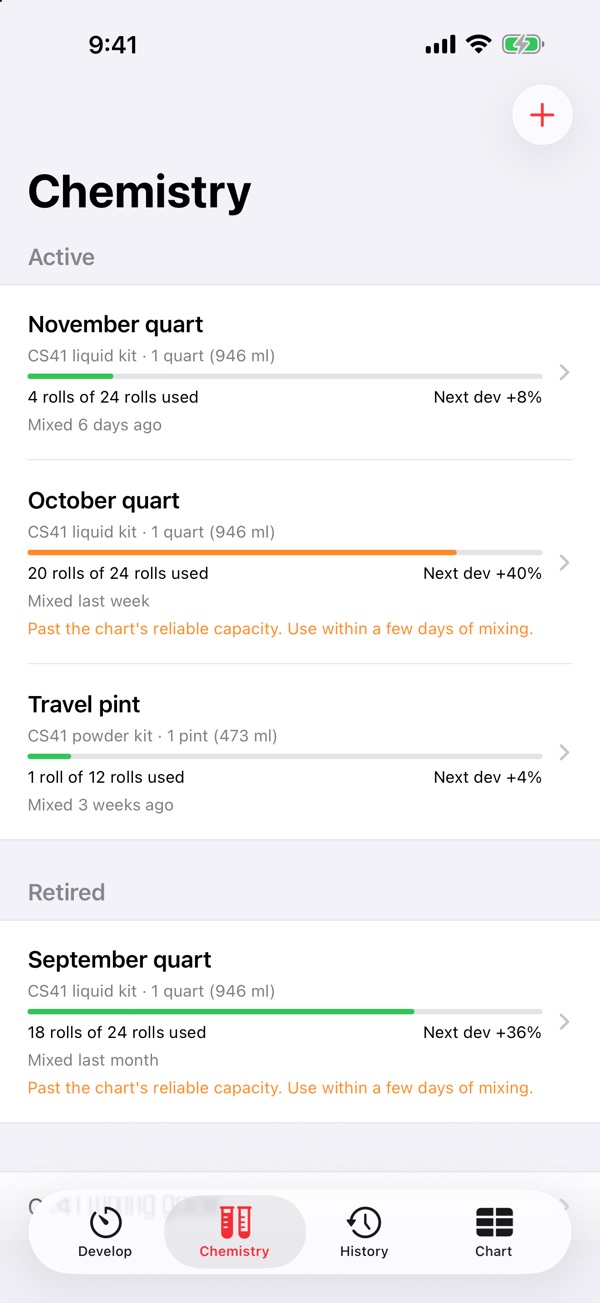 9:41
Chemistry
Active
November quart
CS41 liquid kit · 1 quart (946 ml)
4 rolls of 24 rolls used
Next dev +8%
Mixed 6 days ago
October quart
CS41 liquid kit · 1 quart (946 ml)
20 rolls of 24 rolls used
Next dev +40%
Mixed last week
Past the chart's reliable capacity. Use within a few days of mixing.
Travel pint
CS41 powder kit · 1 pint (473 ml)
1 roll of 12 rolls used
Next dev +4%
Mixed 3 weeks ago
Retired
September quart
CS41 liquid kit · 1 quart (946 ml)
18 rolls of 24 rolls used
Next dev +36%
Mixed last month
Past the chart's reliable capacity. Use within a few days of mixing.
Develop
Chemistry
History
Chart